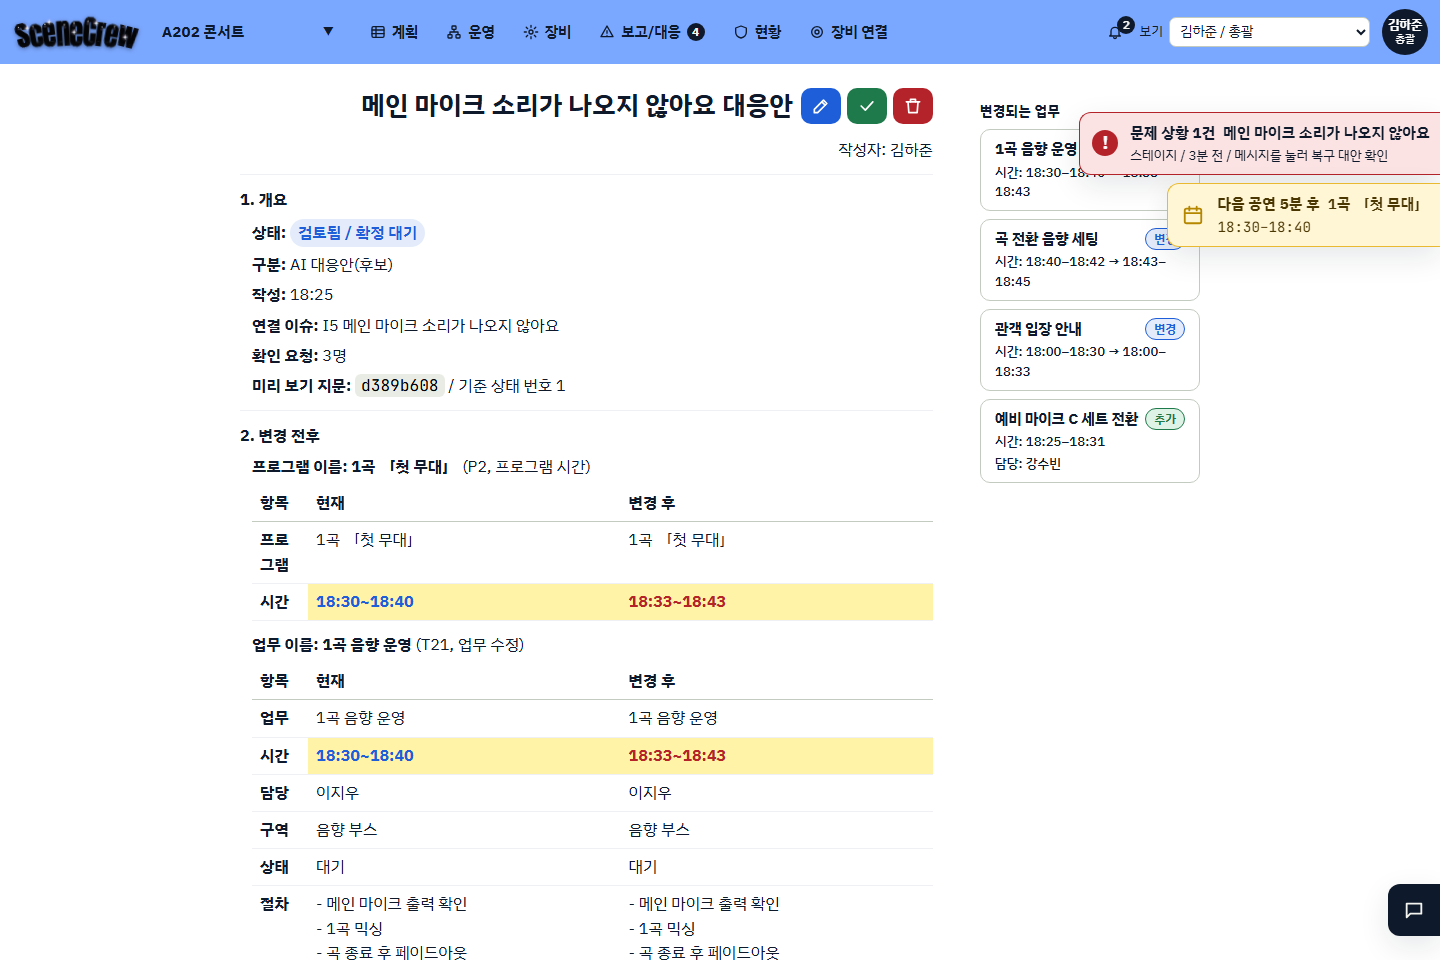 SceneCrew
A202 콘서트 ▼ 계획 운영 장비 보고/대응 4 현황 장비 연결
2 보기 김하준 / 총괄 김하준 총괄
메인 마이크 소리가 나오지 않아요 대응안
작성자: 김하준
1. 개요
상태: 검토됨 / 확정 대기
구분: AI 대응안(후보)
작성: 18:25
연결 이슈: I5 메인 마이크 소리가 나오지 않아요
확인 요청: 3명
미리 보기 지문: d389b608 / 기준 상태 번호 1
2. 변경 전후
프로그램 이름: 1곡 「첫 무대」 (P2, 프로그램 시간)
항목 현재 변경 후
프로그램 1곡 「첫 무대」 1곡 「첫 무대」
시간 18:30~18:40 18:33~18:43
업무 이름: 1곡 음향 운영 (T21, 업무 수정)
항목 현재 변경 후
업무 1곡 음향 운영 1곡 음향 운영
시간 18:30~18:40 18:33~18:43
담당 이지우 이지우
구역 음향 부스 음향 부스
상태 대기 대기
절차 - 메인 마이크 출력 확인 - 메인 마이크 출력 확인
- 1곡 믹싱 - 1곡 믹싱
- 곡 종료 후 페이드아웃 - 곡 종료 후 페이드아웃
변경되는 업무
1곡 음향 운영
시간: 18:30–18:40
18:43
곡 전환 음향 세팅
시간: 18:40–18:42 → 18:43–
18:45
관객 입장 안내 변경
시간: 18:00–18:30 → 18:00–
18:33
예비 마이크 C 세트 전환 추가
시간: 18:25–18:31
담당: 강수빈
문제 상황 1건 메인 마이크 소리가 나오지 않아요
스테이지 / 3분 전 / 메시지를 눌러 복구 대안 확인
다음 공연 5분 후 1곡 「첫 무대」
18:30–18:40